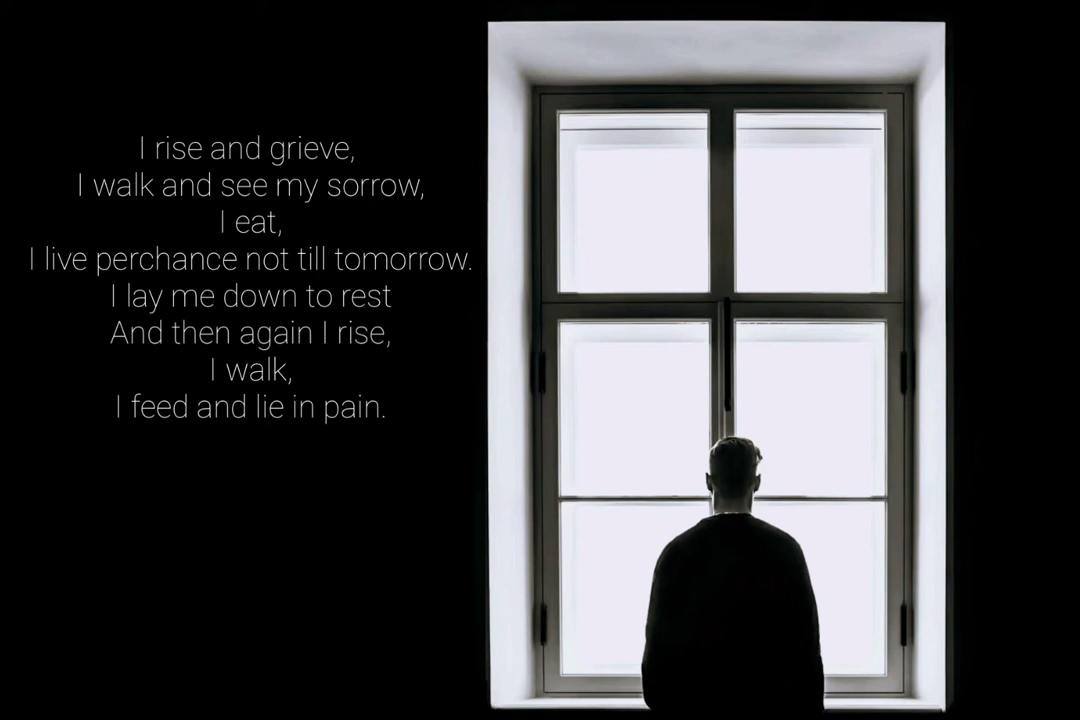 I rise and grieve,
I walk and see my sorrow,
I eat,
I live perchance not till tomorrow.
I lay me down to rest
And then again I rise,
I walk,
I feed and lie in pain.